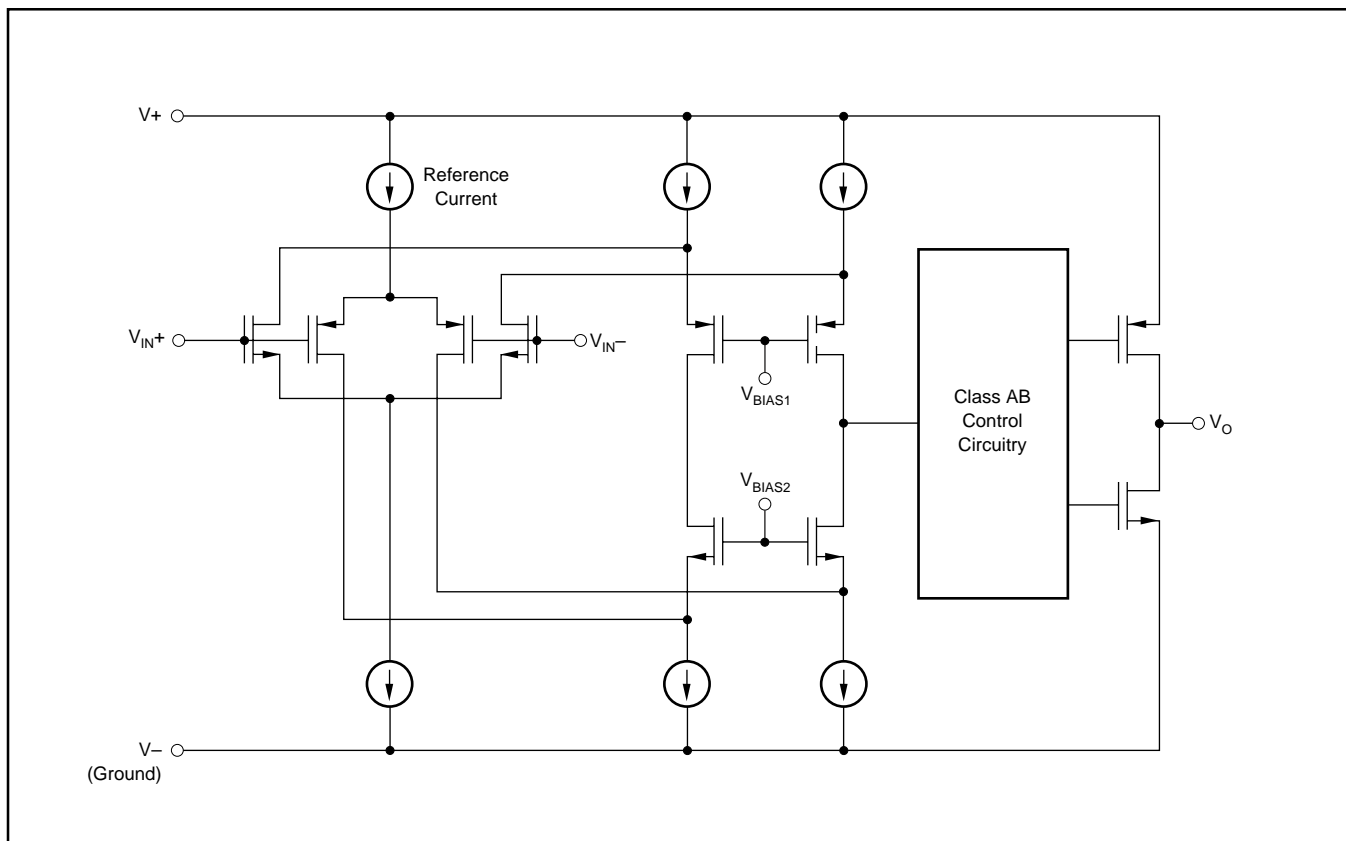 V+
Reference
Current
V_IN+
V_IN−
V_BIAS1
Class AB
Control
Circuitry
V_O
V_BIAS2
V−
(Ground)